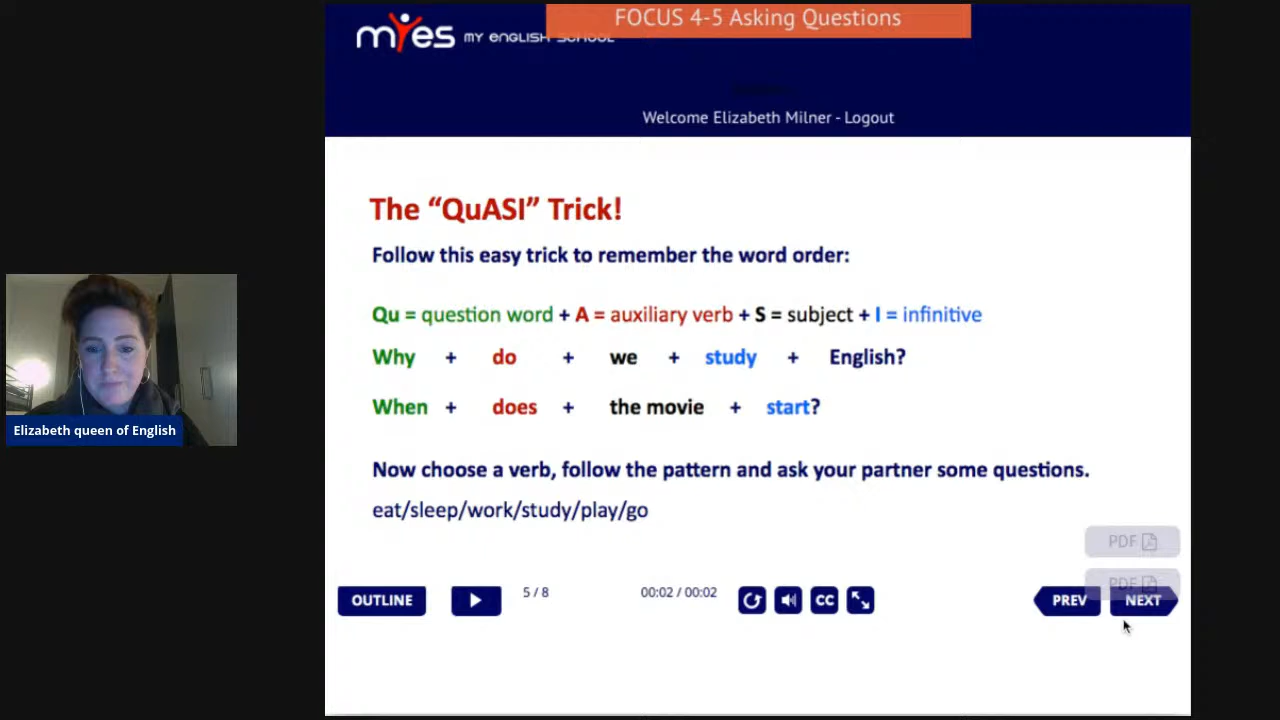 FOCUS 4-5 Asking Questions
myes MY ENGLISH SCHOOL
Welcome Elizabeth Milner - Logout
The “QuASI” Trick!
Follow this easy trick to remember the word order:
Qu = question word + A = auxiliary verb + S = subject + I = infinitive
Why + do + we + study + English?
When + does + the movie + start?
Elizabeth queen of English
Now choose a verb, follow the pattern and ask your partner some questions.
eat/sleep/work/study/play/go
PDF
PDF
OUTLINE 5 / 8 00:02 / 00:02 CC PREV NEXT